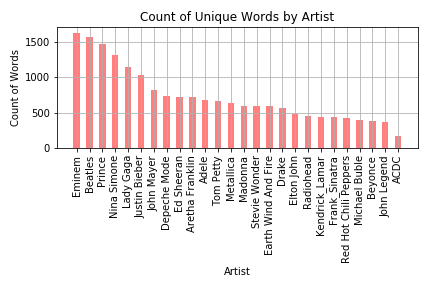 Count of Unique Words by Artist
Count of Words
1500
1000
500
0
Eminem
Beatles
Prince
Nina Simone
Lady Gaga
Justin Bieber
John Mayer
Depeche Mode
Ed Sheeran
Aretha Franklin
Adele
Tom Petty
Metallica
Madonna
Stevie Wonder
Earth Wind And Fire
Drake
Elton John
Radiohead
Kendrick_Lamar
Frank_Sinatra
Red Hot Chili Peppers
Michael Buble
Beyonce
John Legend
ACDC
Artist